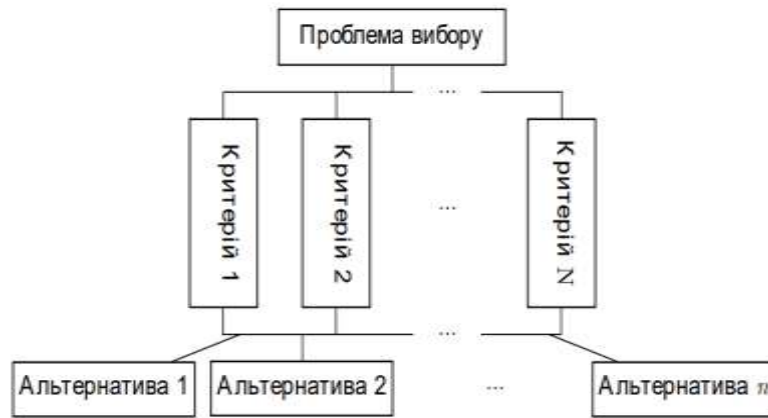 Проблема вибору
...
Критерій 1
Критерій 2
...
Критерій N
...
Альтернатива 1
Альтернатива 2
...
Альтернатива n